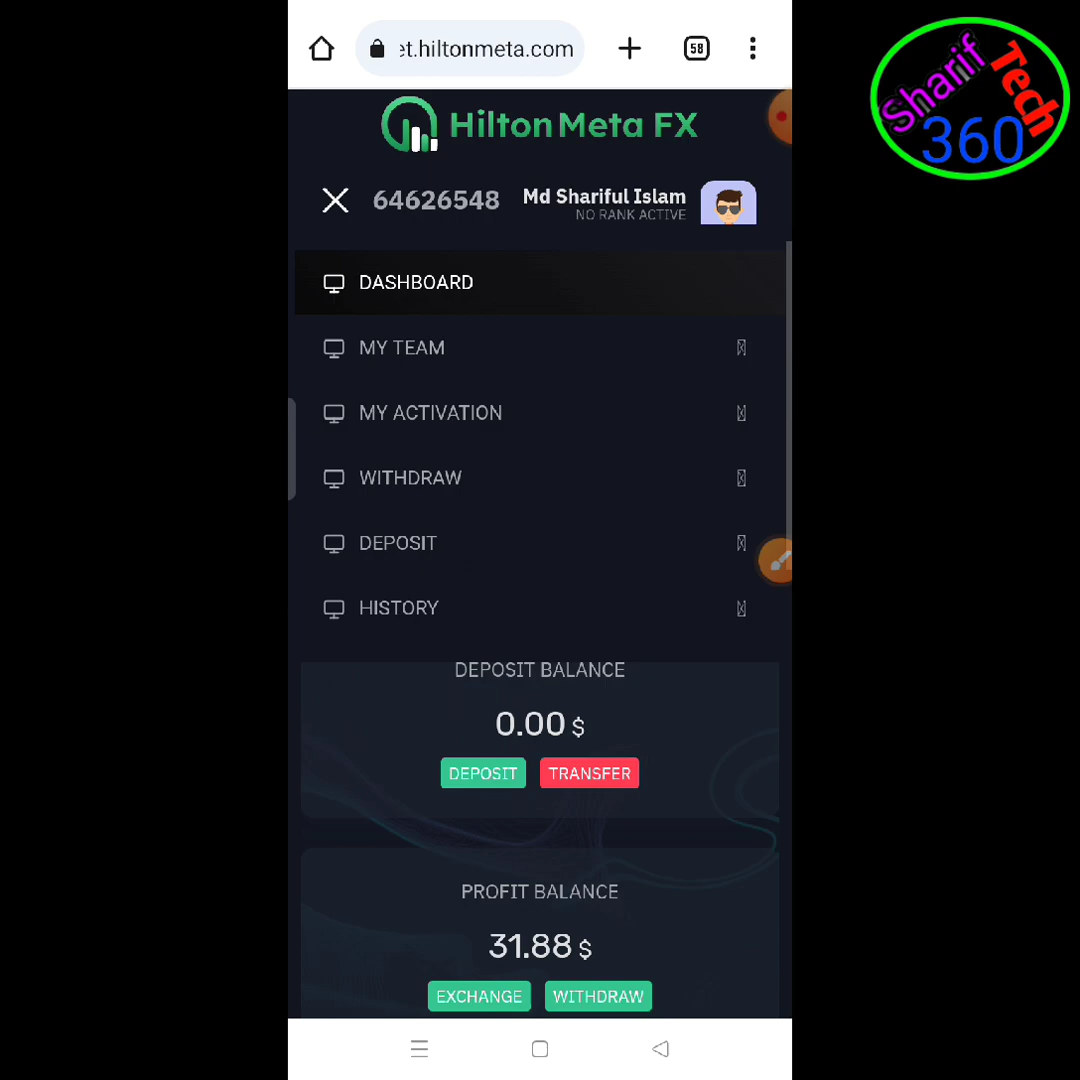 et.hiltonmeta.com
58
Sharif
Tech
360
Hilton Meta FX
64626548
Md Shariful Islam
NO RANK ACTIVE
DASHBOARD
MY TEAM
MY ACTIVATION
WITHDRAW
DEPOSIT
HISTORY
DEPOSIT BALANCE
0.00 $
DEPOSIT TRANSFER
PROFIT BALANCE
31.88 $
EXCHANGE WITHDRAW